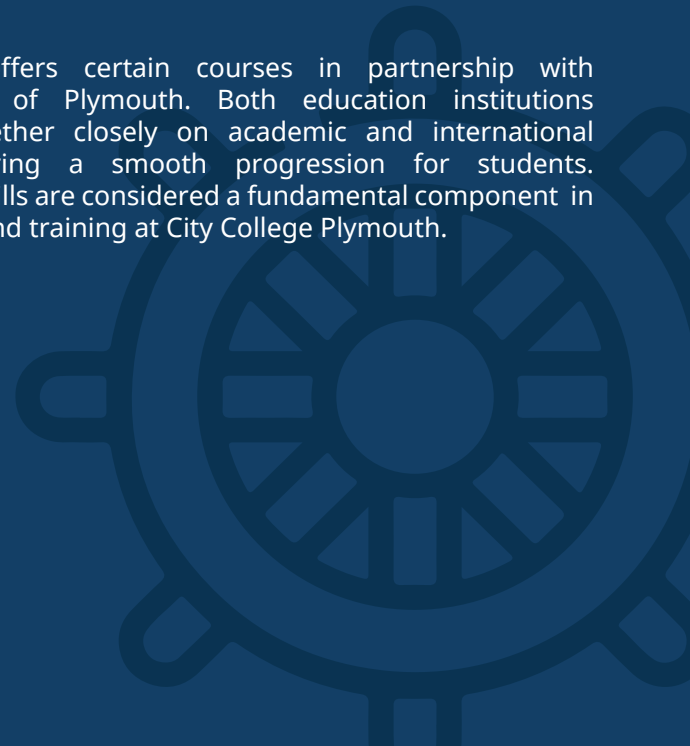 ffers certain courses in partnership with
of Plymouth. Both education institutions
ether closely on academic and international
ring a smooth progression for students.
lls are considered a fundamental component in
nd training at City College Plymouth.